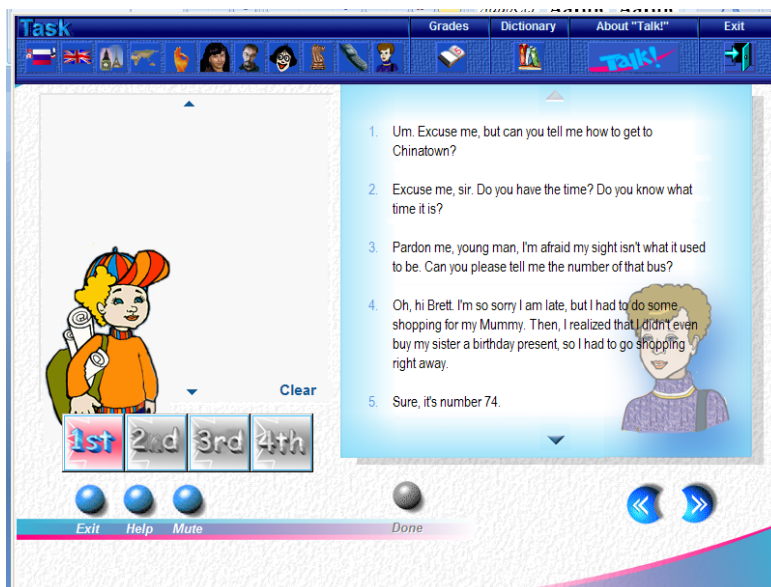 Task
Grades
Dictionary
About "Talk!"
Exit
Talk!
1. Um. Excuse me, but can you tell me how to get to
Chinatown?
2. Excuse me, sir. Do you have the time? Do you know what
time it is?
3. Pardon me, young man, I'm afraid my sight isn't what it used
to be. Can you please tell me the number of that bus?
4. Oh, hi Brett. I'm so sorry I am late, but I had to do some
shopping for my Mummy. Then, I realized that I didn't even
buy my sister a birthday present, so I had to go shopping
right away.
5. Sure, it's number 74.
Clear
1st 2nd 3rd 4th
Exit Help Mute
Done